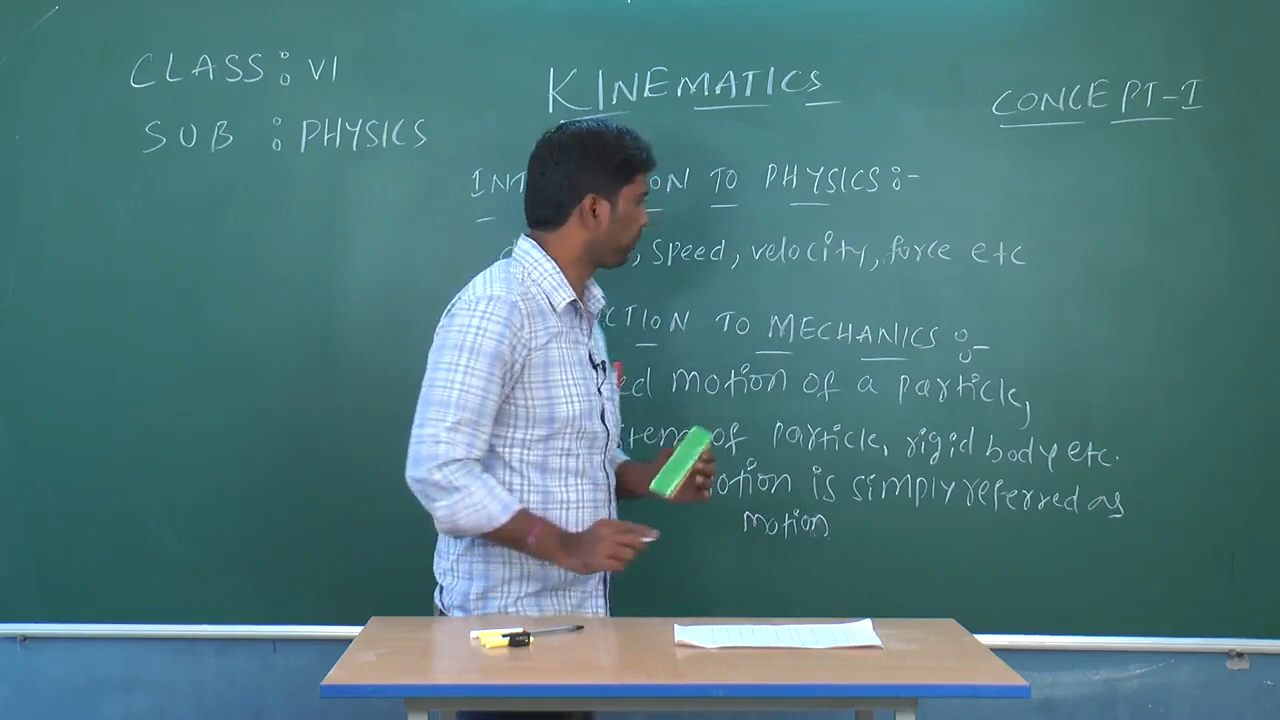 CLASS : VI
KINEMATICS
CONCEPT-I
SUB : PHYSICS
INT ON TO PHYSICS :-
, speed, velocity, force etc
CTION TO MECHANICS :-
ed motion of a particle,
of particle, rigid body etc.
otion is simply referred as
motion